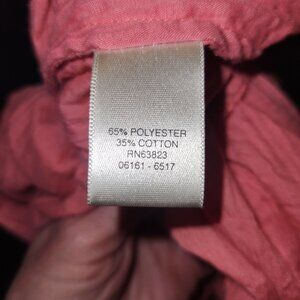 65% POLYESTER
35% COTTON
RN63823
06161 - 6517